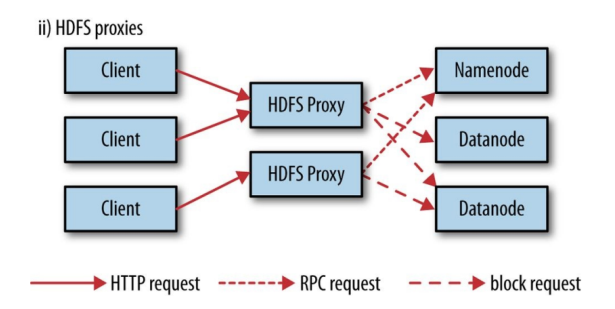 ii) HDFS proxies
Client
Client
Client
HDFS Proxy
HDFS Proxy
Namenode
Datanode
Datanode
HTTP request
RPC request
block request